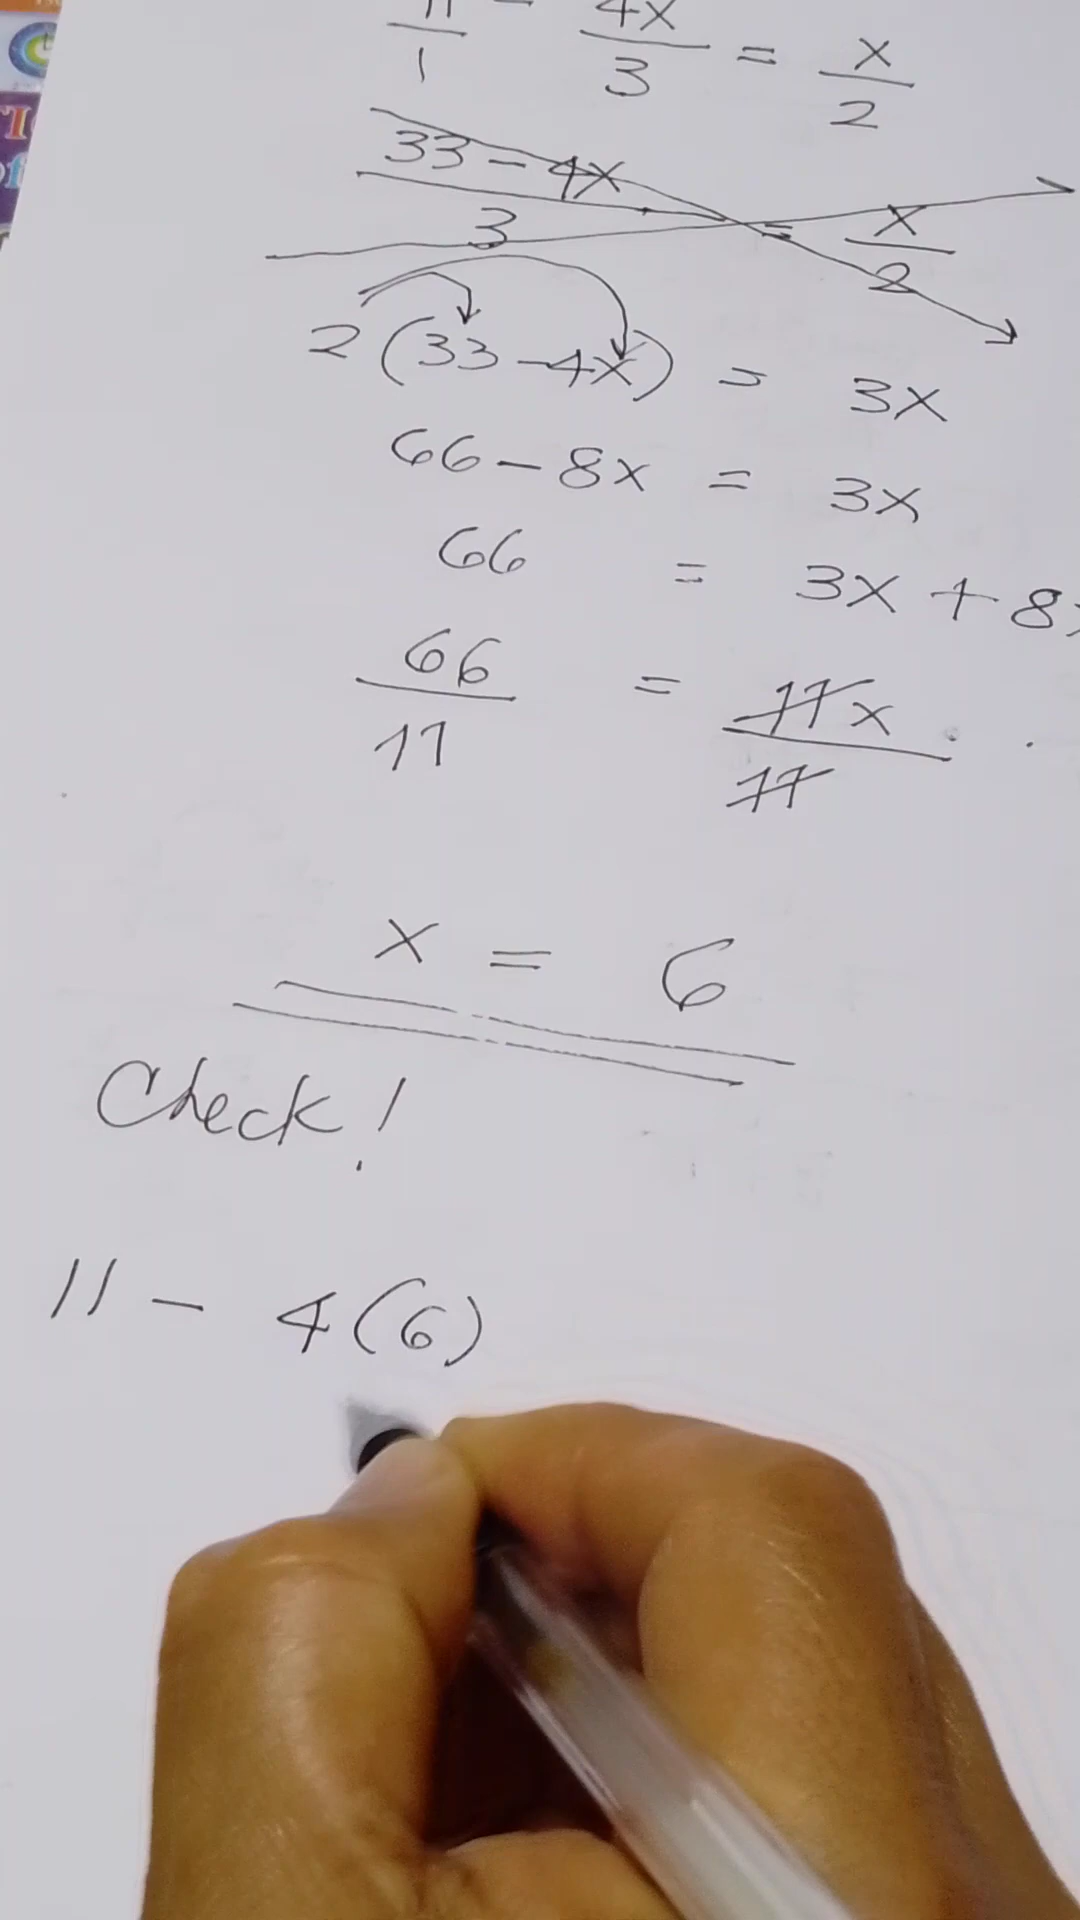 11/1 - 4x/3 = x/2
33 - 4x/3 = x/2
2(33 - 4x) = 3x
66 - 8x = 3x
66 = 3x + 8x
66/11 = 11x/11
x = 6
Check!
11 - 4(6)